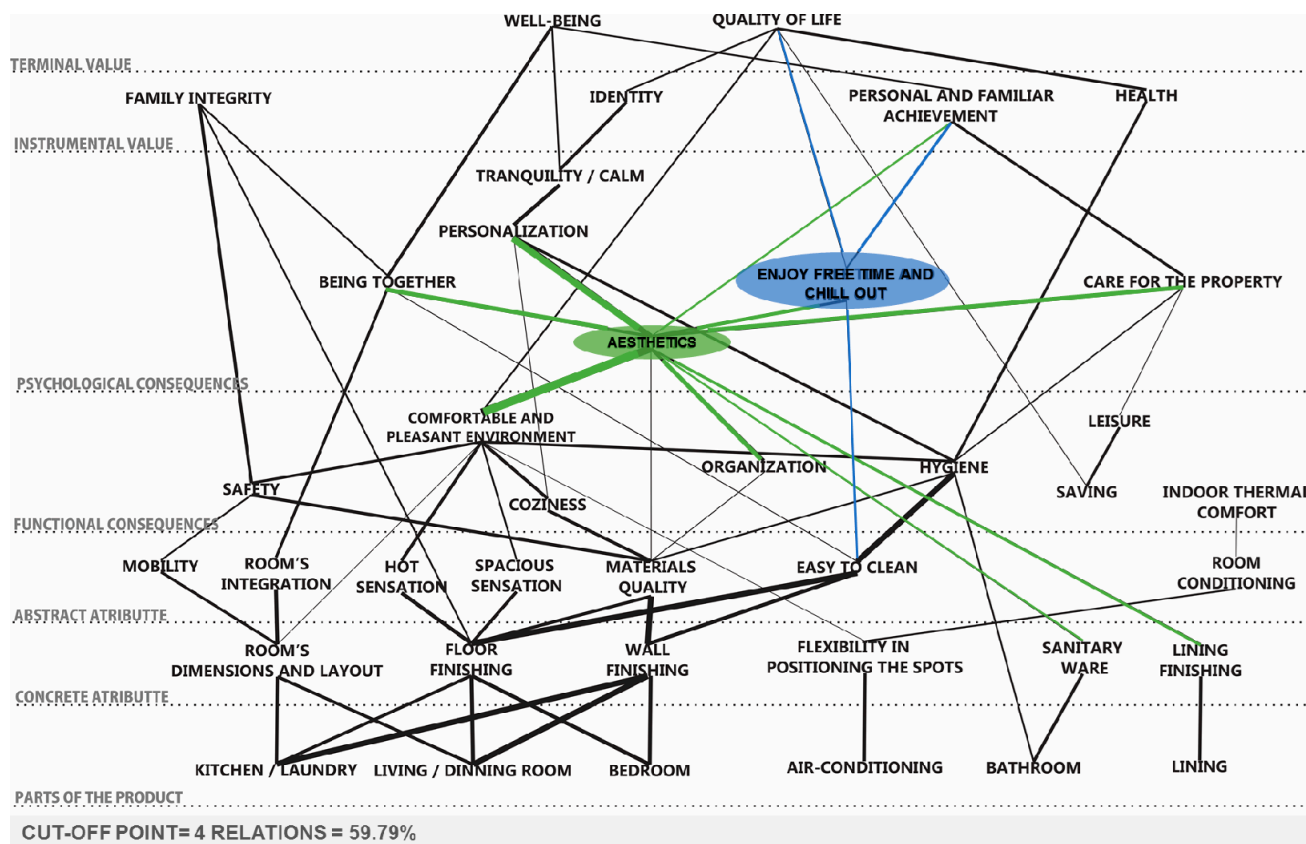 WELL-BEING
QUALITY OF LIFE
TERMINAL VALUE
FAMILY INTEGRITY
IDENTITY
PERSONAL AND FAMILIAR
ACHIEVEMENT
HEALTH
INSTRUMENTAL VALUE
TRANQUILITY / CALM
PERSONALIZATION
BEING TOGETHER
ENJOY FREETIME AND
CHILL OUT
CARE FOR THE PROPERTY
AESTHETICS
PSYCHOLOGICAL CONSEQUENCES
COMFORTABLE AND
PLEASANT ENVIRONMENT
LEISURE
ORGANIZATION
HYGIENE
SAFETY
COZINESS
SAVING
INDOOR THERMAL
COMFORT
FUNCTIONAL CONSEQUENCES
MOBILITY
ROOM'S
INTEGRATION
HOT
SENSATION
SPACIOUS
SENSATION
MATERIALS
QUALITY
EASY TO CLEAN
ROOM
CONDITIONING
ABSTRACT ATRIBUTTE
ROOM'S
DIMENSIONS AND LAYOUT
FLOOR
FINISHING
WALL
FINISHING
FLEXIBILITY IN
POSITIONING THE SPOTS
SANITARY
WARE
LINING
FINISHING
CONCRETE ATRIBUTTE
KITCHEN / LAUNDRY
LIVING / DINNING ROOM
BEDROOM
AIR-CONDITIONING
BATHROOM
LINING
PARTS OF THE PRODUCT
CUT-OFF POINT= 4 RELATIONS = 59.79%